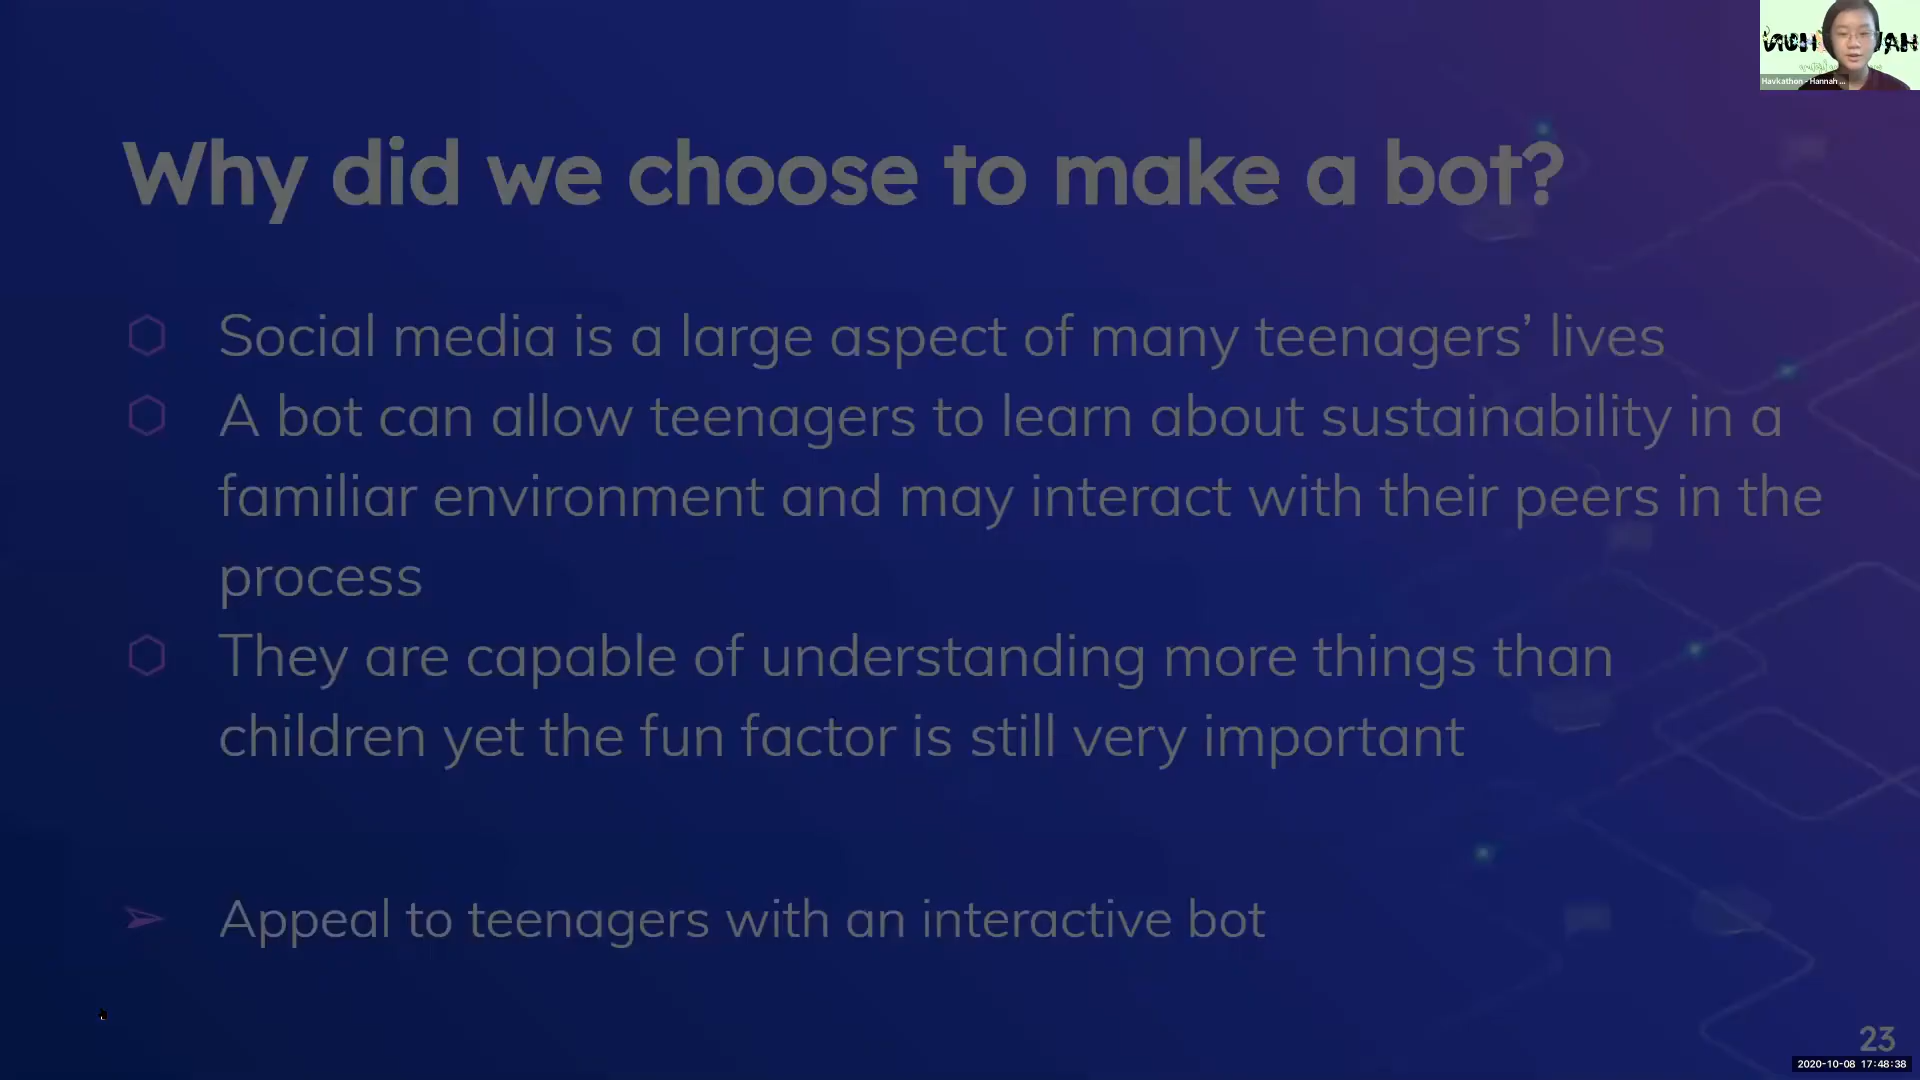 Havkathon - Hannah ...
Why did we choose to make a bot?
Social media is a large aspect of many teenagers’ lives
A bot can allow teenagers to learn about sustainability in a
familiar environment and may interact with their peers in the
process
They are capable of understanding more things than
children yet the fun factor is still very important
Appeal to teenagers with an interactive bot
23
2020-10-08 17:48:38